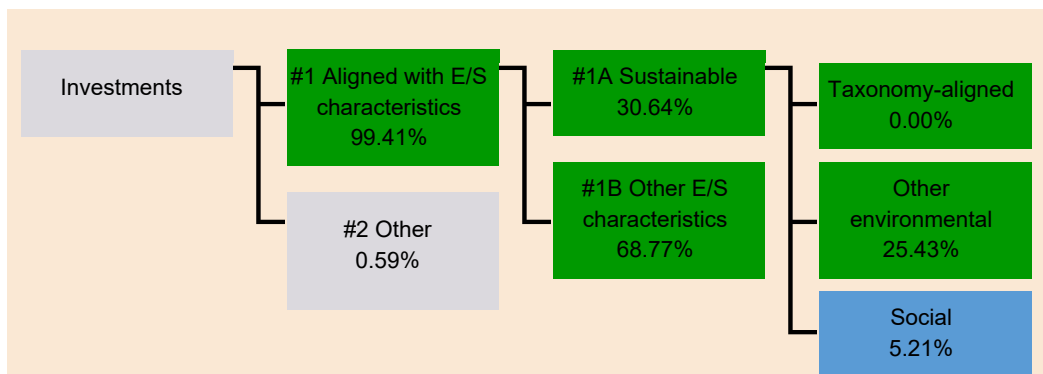 Investments
#1 Aligned with E/S
characteristics
99.41%
#2 Other
0.59%
#1A Sustainable
30.64%
#1B Other E/S
characteristics
68.77%
Taxonomy-aligned
0.00%
Other
environmental
25.43%
Social
5.21%